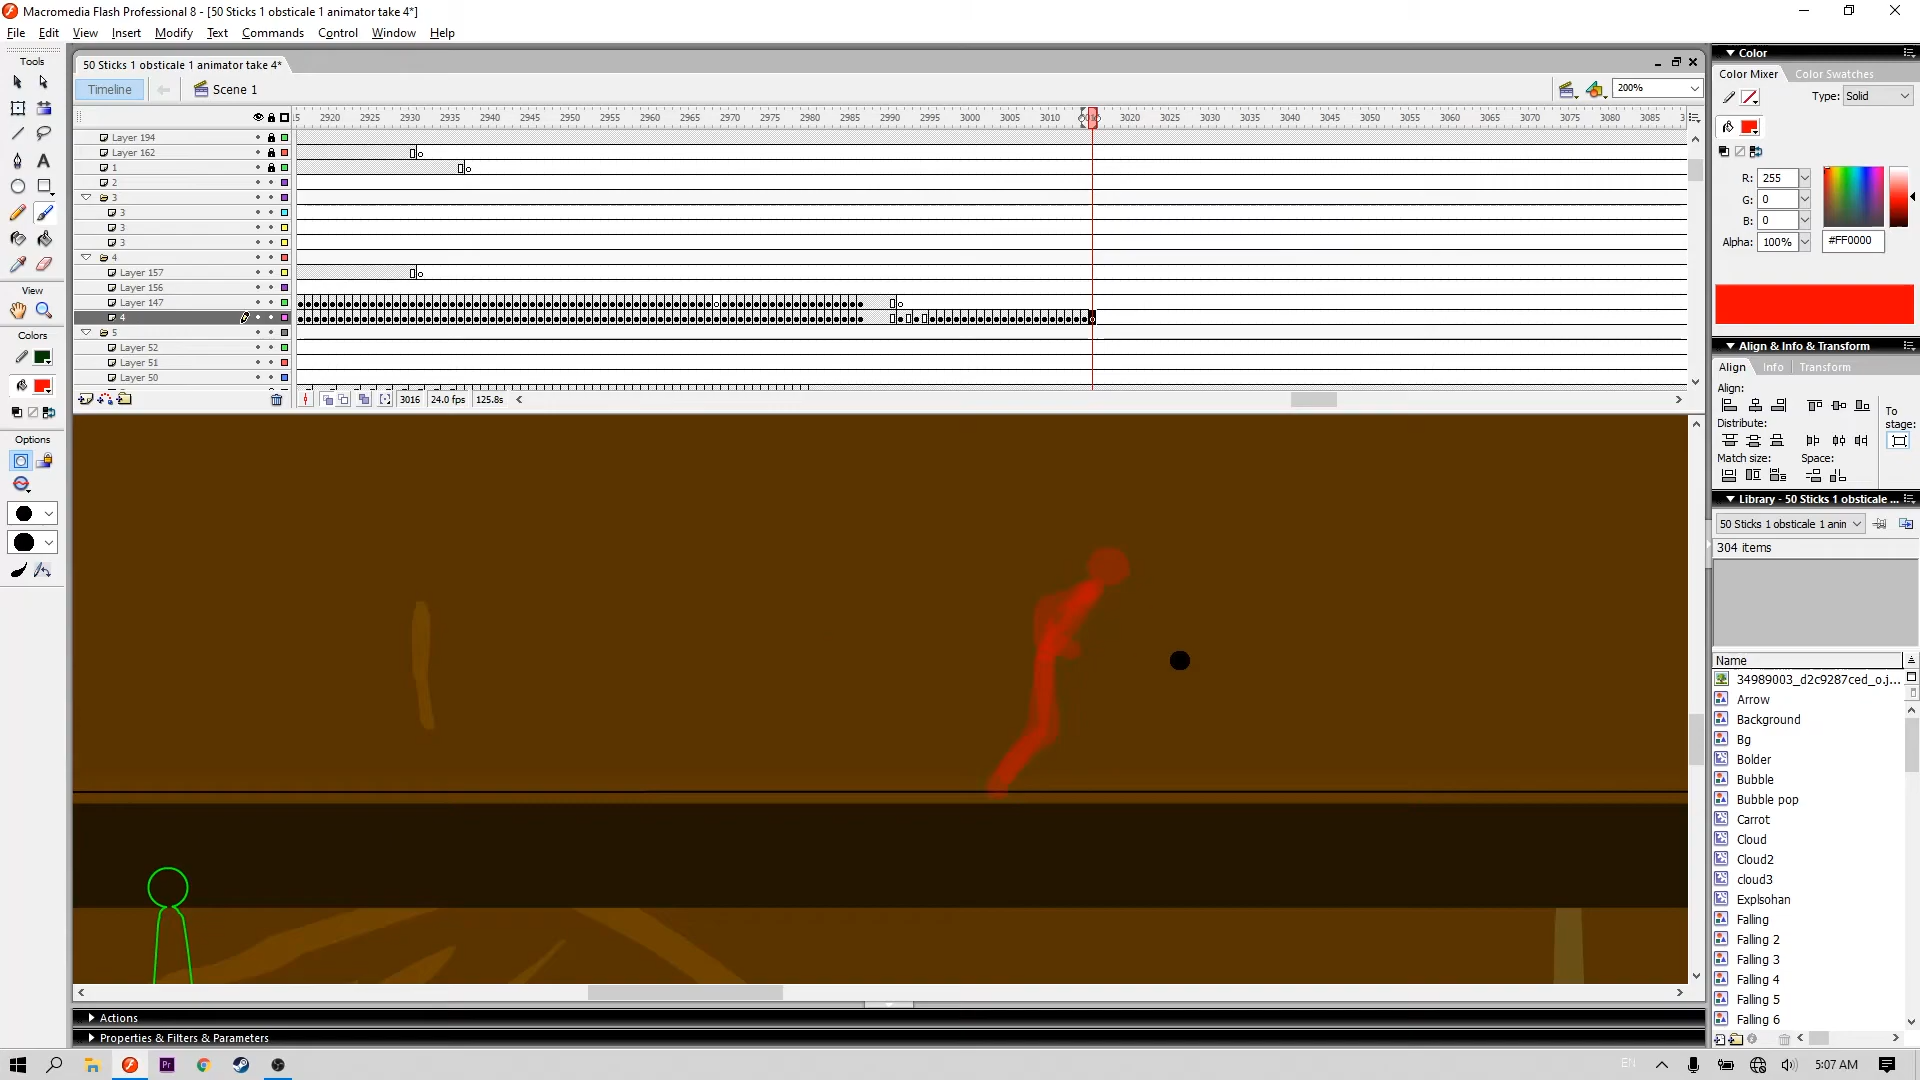 Macromedia Flash Professional 8 - [50 Sticks 1 obsticale 1 animator take 4*]
File Edit View Insert Modify Text Commands Control Window Help
Tools
View
Colors
Options
50 Sticks 1 obsticale 1 animator take 4*
Timeline
Scene 1
200%
2920 2925 2930 2935 2940 2945 2950 2955 2960 2965 2970 2975 2980 2985 2990 2995 3000 3005 3010 3020 3025 3030 3035 3040 3045 3050 3055 3060 3065 3070 3075 3080 3085
Layer 194
Layer 162
1
2
3
3
3
3
4
Layer 157
Layer 156
Layer 147
4
5
Layer 52
Layer 51
Layer 50
3016 24.0 fps 125.8s
Actions
Properties & Filters & Parameters
Color
Color Mixer Color Swatches
Type: Solid
R: 255
G: 0
B: 0
Alpha: 100%
#FF0000
Align & Info & Transform
Align Info Transform
Align:
To
stage:
Distribute:
Match size: Space:
Library - 50 Sticks 1 obsticale ...
50 Sticks 1 obsticale 1 anin
304 items
Name
34989003_d2c9287ced_o.j...
Arrow
Background
Bg
Bolder
Bubble
Bubble pop
Carrot
Cloud
Cloud2
cloud3
Explsohan
Falling
Falling 2
Falling 3
Falling 4
Falling 5
Falling 6
EN
5:07 AM